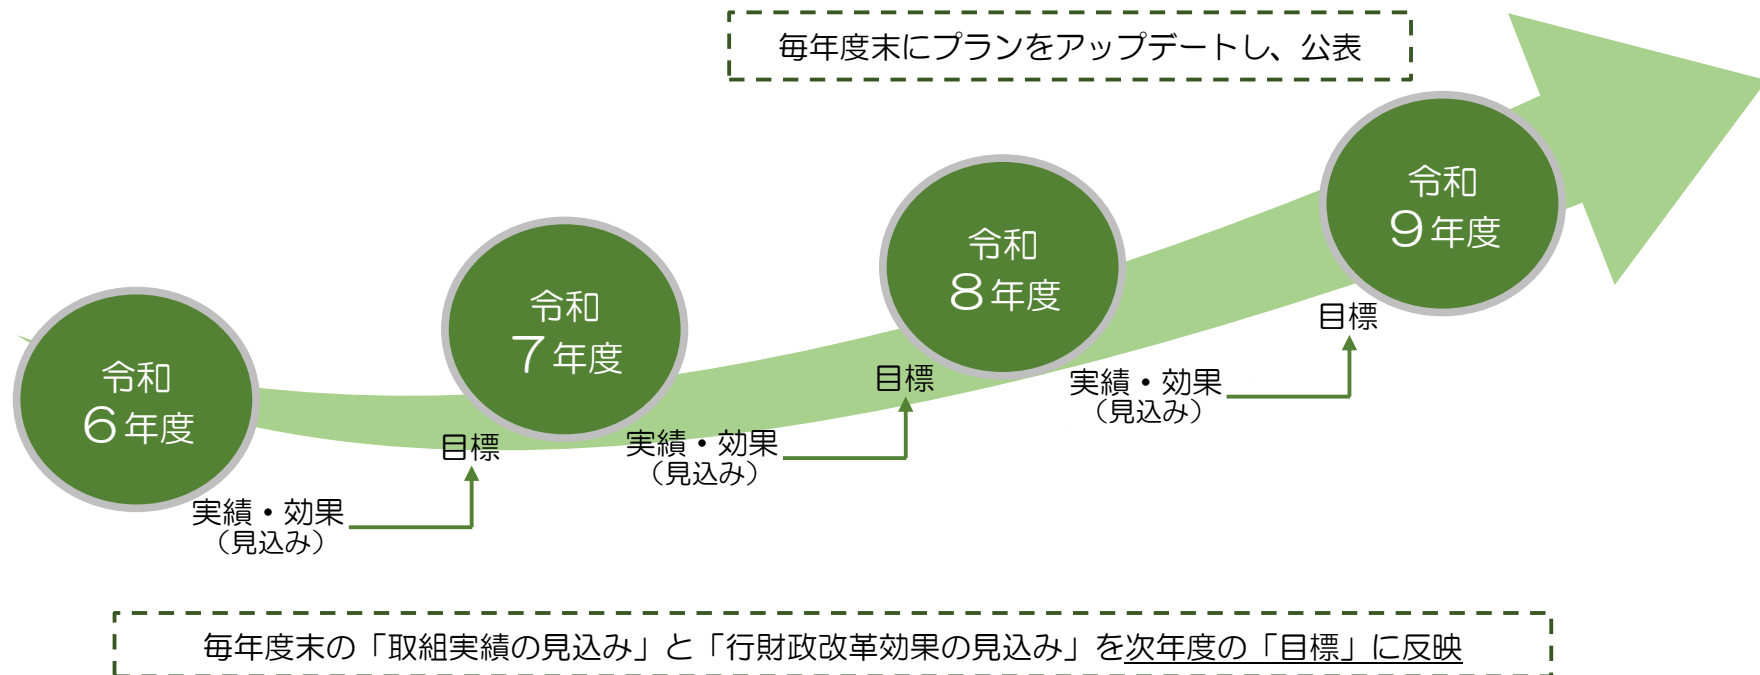 毎年度末にプランをアップデートし、公表
令和
６年度
実績・効果
（見込み）
目標
令和
７年度
実績・効果
（見込み）
目標
令和
８年度
実績・効果
（見込み）
目標
令和
９年度
毎年度末の「取組実績の見込み」と「行財政改革効果の見込み」を次年度の「目標」に反映